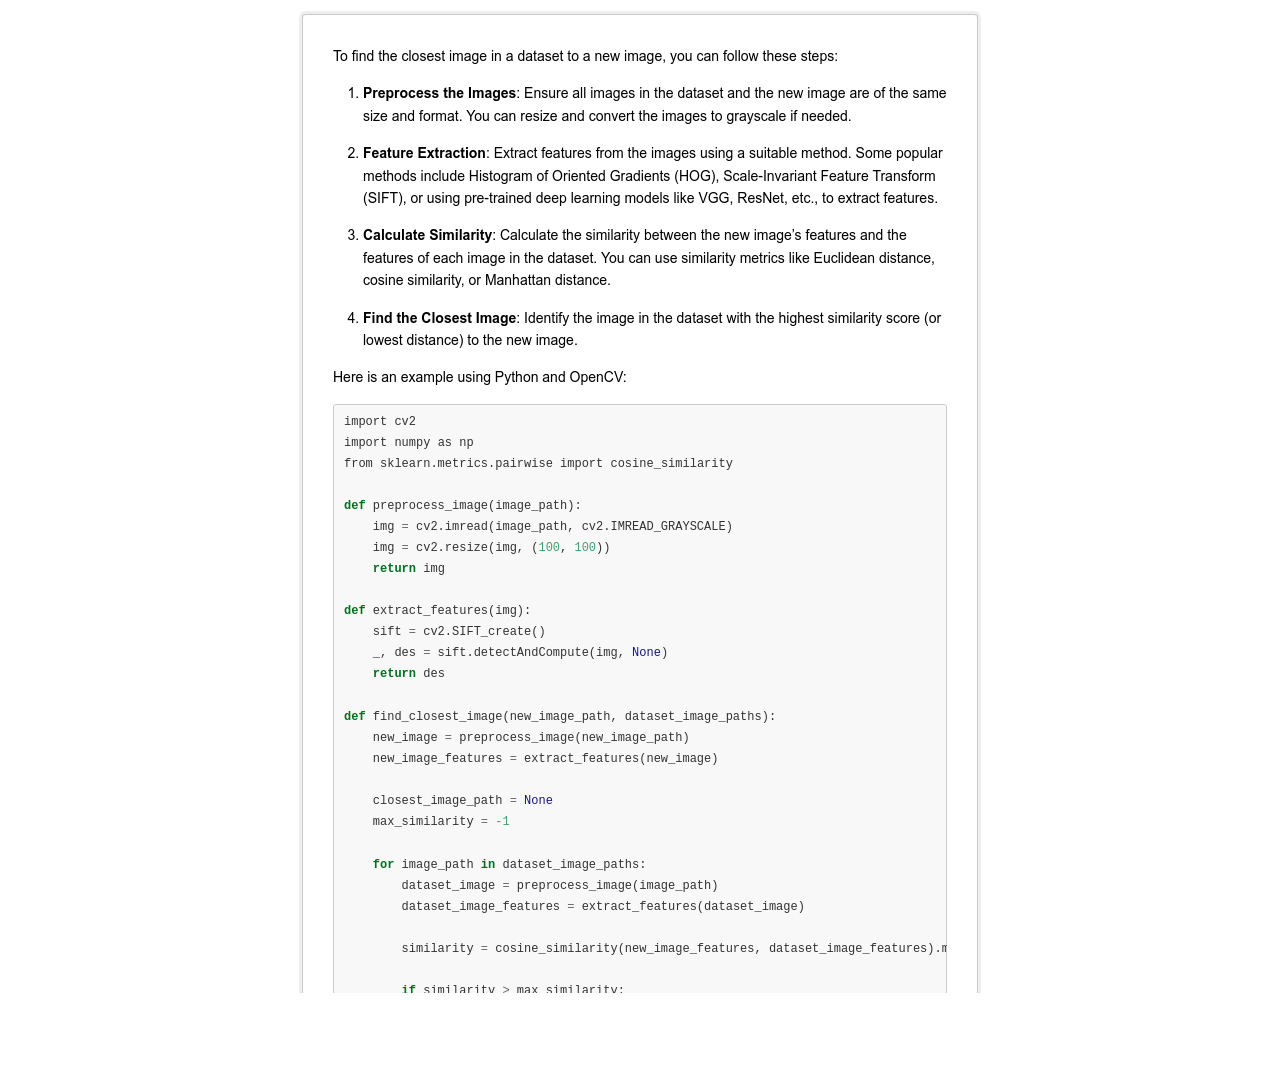 To find the closest image in a dataset to a new image, you can follow these steps:
1. Preprocess the Images: Ensure all images in the dataset and the new image are of the same
size and format. You can resize and convert the images to grayscale if needed.
2. Feature Extraction: Extract features from the images using a suitable method. Some popular
methods include Histogram of Oriented Gradients (HOG), Scale-Invariant Feature Transform
(SIFT), or using pre-trained deep learning models like VGG, ResNet, etc., to extract features.
3. Calculate Similarity: Calculate the similarity between the new image’s features and the
features of each image in the dataset. You can use similarity metrics like Euclidean distance,
cosine similarity, or Manhattan distance.
4. Find the Closest Image: Identify the image in the dataset with the highest similarity score (or
lowest distance) to the new image.
Here is an example using Python and OpenCV:
import cv2
import numpy as np
from sklearn.metrics.pairwise import cosine_similarity

def preprocess_image(image_path):
    img = cv2.imread(image_path, cv2.IMREAD_GRAYSCALE)
    img = cv2.resize(img, (100, 100))
    return img

def extract_features(img):
    sift = cv2.SIFT_create()
    _, des = sift.detectAndCompute(img, None)
    return des

def find_closest_image(new_image_path, dataset_image_paths):
    new_image = preprocess_image(new_image_path)
    new_image_features = extract_features(new_image)

    closest_image_path = None
    max_similarity = -1

    for image_path in dataset_image_paths:
        dataset_image = preprocess_image(image_path)
        dataset_image_features = extract_features(dataset_image)

        similarity = cosine_similarity(new_image_features, dataset_image_features).m

        if similarity > max_similarity: